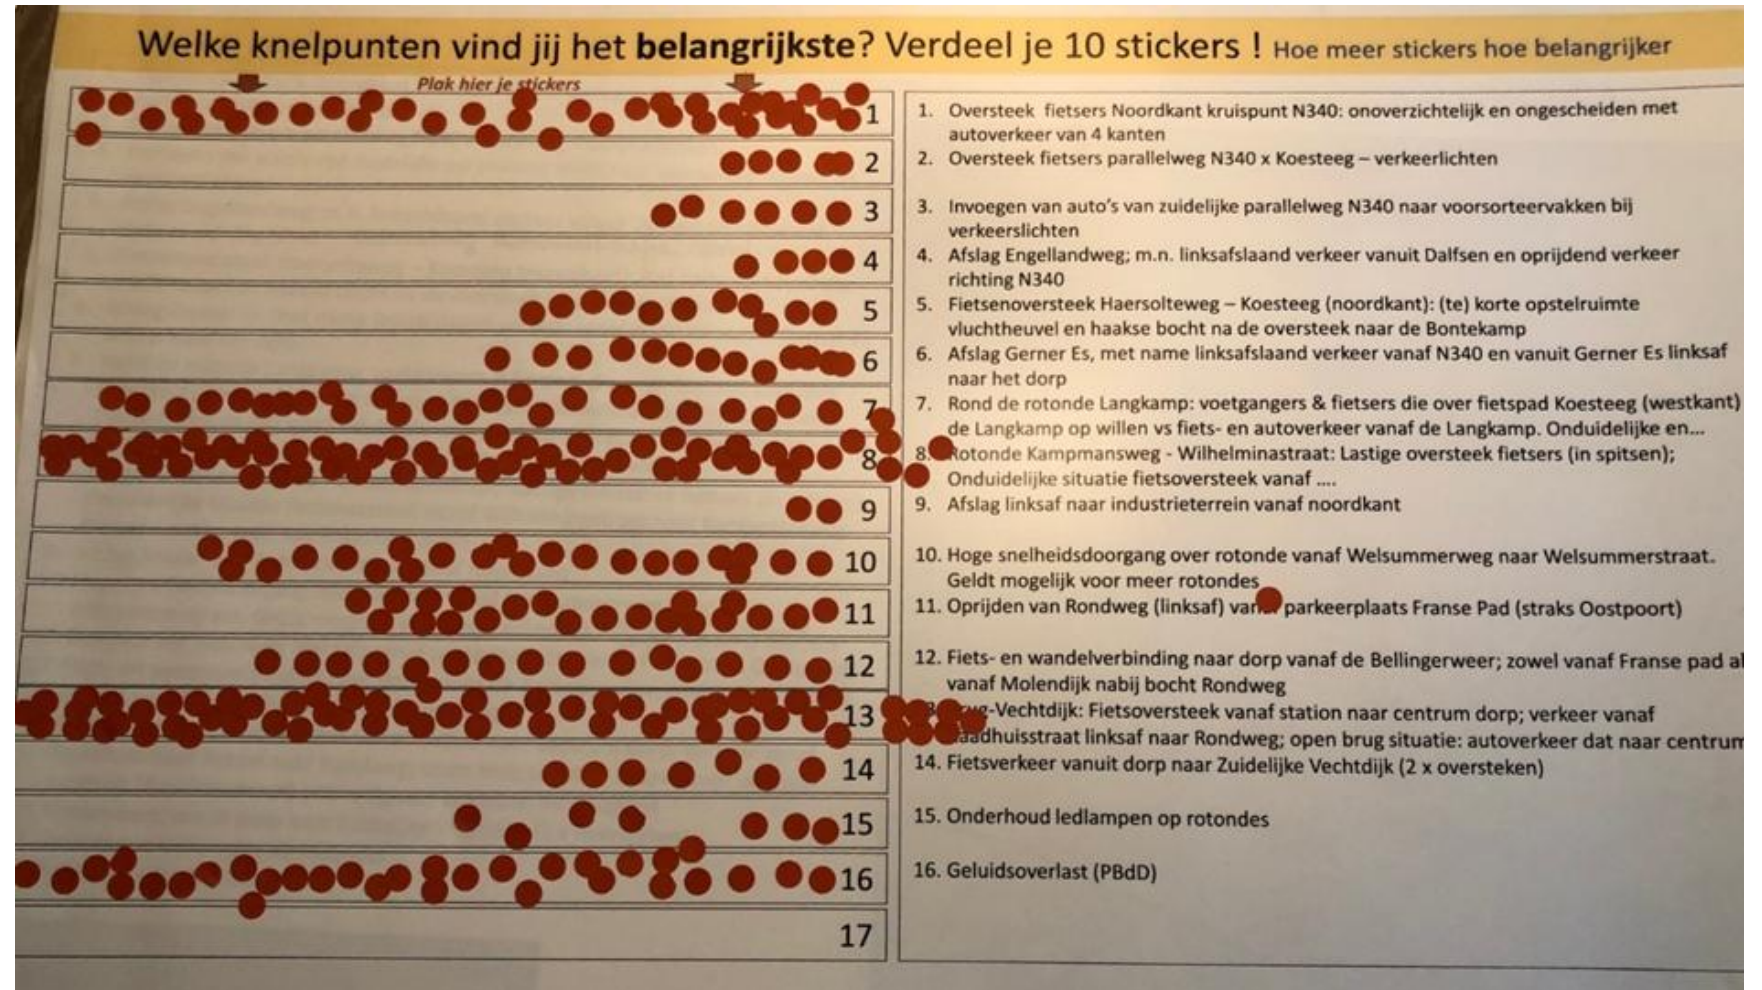 Welke knelpunten vind jij het belangrijkste? Verdeel je 10 stickers ! Hoe meer stickers hoe belangrijker
Plak hier je stickers
1
2
3
4
5
6
7
8
9
10
11
12
13
14
15
16
17
1. Oversteek fietsers Noordkant kruispunt N340: onoverzichtelijk en ongescheiden met
autoverkeer van 4 kanten
2. Oversteek fietsers parallelweg N340 x Koesteeg – verkeerlichten
3. Invoegen van auto's van zuidelijke parallelweg N340 naar voorsorteervakken bij
verkeerslichten
4. Afslag Engellandweg; m.n. linksafslaand verkeer vanuit Dalfsen en oprijdend verkeer
richting N340
5. Fietsenoversteek Haersolteweg – Koesteeg (noordkant): (te) korte opstelruimte
vluchtheuvel en haakse bocht na de oversteek naar de Bontekamp
6. Afslag Gerner Es, met name linksafslaand verkeer vanaf N340 en vanuit Gerner Es linksaf
naar het dorp
7. Rond de rotonde Langkamp: voetgangers & fietsers die over fietspad Koesteeg (westkant)
de Langkamp op willen vs fiets- en autoverkeer vanaf de Langkamp. Onduidelijke en...
8. Rotonde Kampmansweg - Wilhelminastraat: Lastige oversteek fietsers (in spitsen);
Onduidelijke situatie fietsoversteek vanaf ....
9. Afslag linksaf naar industrieterrein vanaf noordkant
10. Hoge snelheidsdoorgang over rotonde vanaf Welsummerweg naar Welsummerstraat.
Geldt mogelijk voor meer rotondes
11. Oprijden van Rondweg (linksaf) vanaf parkeerplaats Franse Pad (straks Oostpoort)
12. Fiets- en wandelverbinding naar dorp vanaf de Bellingerweer; zowel vanaf Franse pad al
vanaf Molendijk nabij bocht Rondweg
-Vechtdijk: Fietsoversteek vanaf station naar centrum dorp; verkeer vanaf
aadhuisstraat linksaf naar Rondweg; open brug situatie: autoverkeer dat naar centrum
14. Fietsverkeer vanuit dorp naar Zuidelijke Vechtdijk (2 x oversteken)
15. Onderhoud ledlampen op rotondes
16. Geluidsoverlast (PBdD)